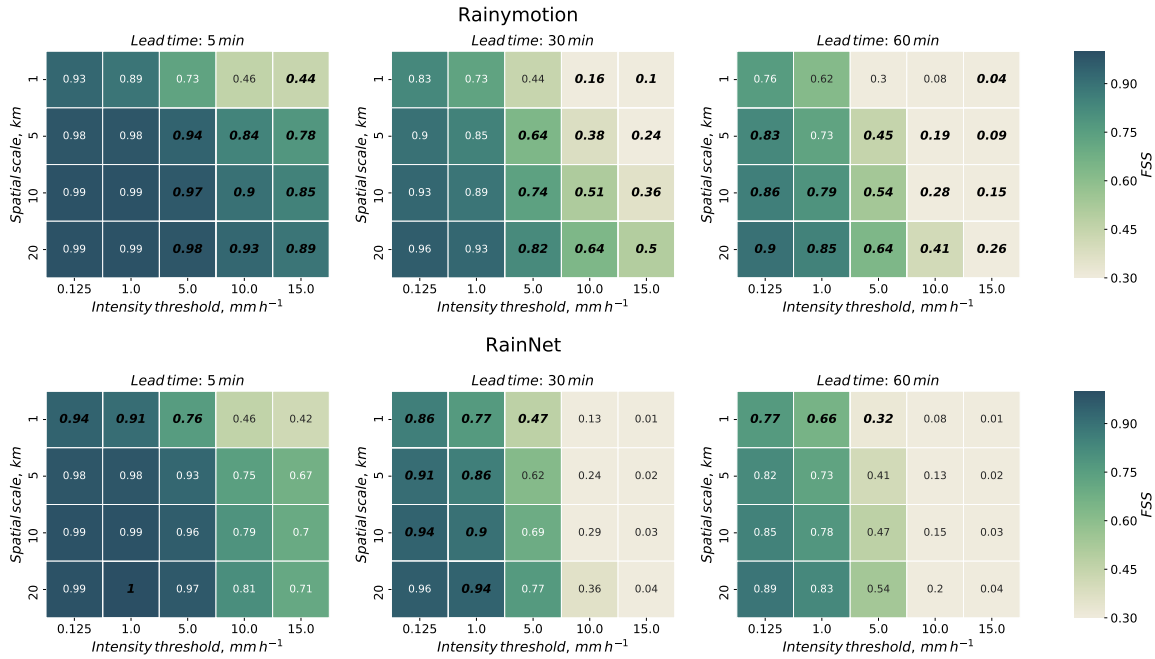 Rainymotion
Lead time: 5 min
Lead time: 30 min
Lead time: 60 min
1 0.93 0.89 0.73 0.46 0.44
5 0.98 0.98 0.94 0.84 0.78
10 0.99 0.99 0.97 0.9 0.85
20 0.99 0.99 0.98 0.93 0.89
0.125 1.0 5.0 10.0 15.0
Spatial scale, km
Intensity threshold, mm h⁻¹
1 0.83 0.73 0.44 0.16 0.1
5 0.9 0.85 0.64 0.38 0.24
10 0.93 0.89 0.74 0.51 0.36
20 0.96 0.93 0.82 0.64 0.5
0.125 1.0 5.0 10.0 15.0
Spatial scale, km
Intensity threshold, mm h⁻¹
1 0.76 0.62 0.3 0.08 0.04
5 0.83 0.73 0.45 0.19 0.09
10 0.86 0.79 0.54 0.28 0.15
20 0.9 0.85 0.64 0.41 0.26
0.125 1.0 5.0 10.0 15.0
Spatial scale, km
Intensity threshold, mm h⁻¹
0.90
0.75
0.60
0.45
0.30
FSS
RainNet
Lead time: 5 min
Lead time: 30 min
Lead time: 60 min
1 0.94 0.91 0.76 0.46 0.42
5 0.98 0.98 0.93 0.75 0.67
10 0.99 0.99 0.96 0.79 0.7
20 0.99 1 0.97 0.81 0.71
0.125 1.0 5.0 10.0 15.0
Spatial scale, km
Intensity threshold, mm h⁻¹
1 0.86 0.77 0.47 0.13 0.01
5 0.91 0.86 0.62 0.24 0.02
10 0.94 0.9 0.69 0.29 0.03
20 0.96 0.94 0.77 0.36 0.04
0.125 1.0 5.0 10.0 15.0
Spatial scale, km
Intensity threshold, mm h⁻¹
1 0.77 0.66 0.32 0.08 0.01
5 0.82 0.73 0.41 0.13 0.02
10 0.85 0.78 0.47 0.15 0.03
20 0.89 0.83 0.54 0.2 0.04
0.125 1.0 5.0 10.0 15.0
Spatial scale, km
Intensity threshold, mm h⁻¹
0.90
0.75
0.60
0.45
0.30
FSS